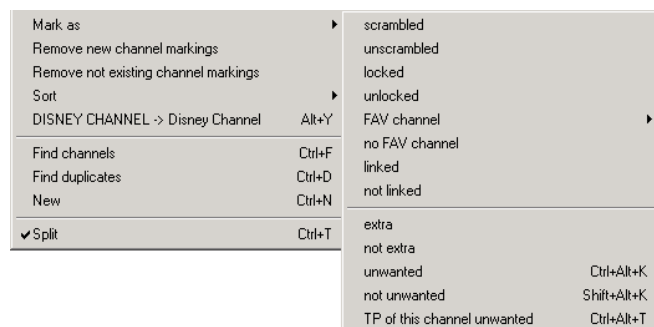 Mark as
Remove new channel markings
Remove not existing channel markings
Sort
DISNEY CHANNEL -> Disney Channel Alt+Y
Find channels Ctrl+F
Find duplicates Ctrl+D
New Ctrl+N
Split Ctrl+T
scrambled
unscrambled
locked
unlocked
FAV channel
no FAV channel
linked
not linked
extra
not extra
unwanted Ctrl+Alt+K
not unwanted Shift+Alt+K
TP of this channel unwanted Ctrl+Alt+T